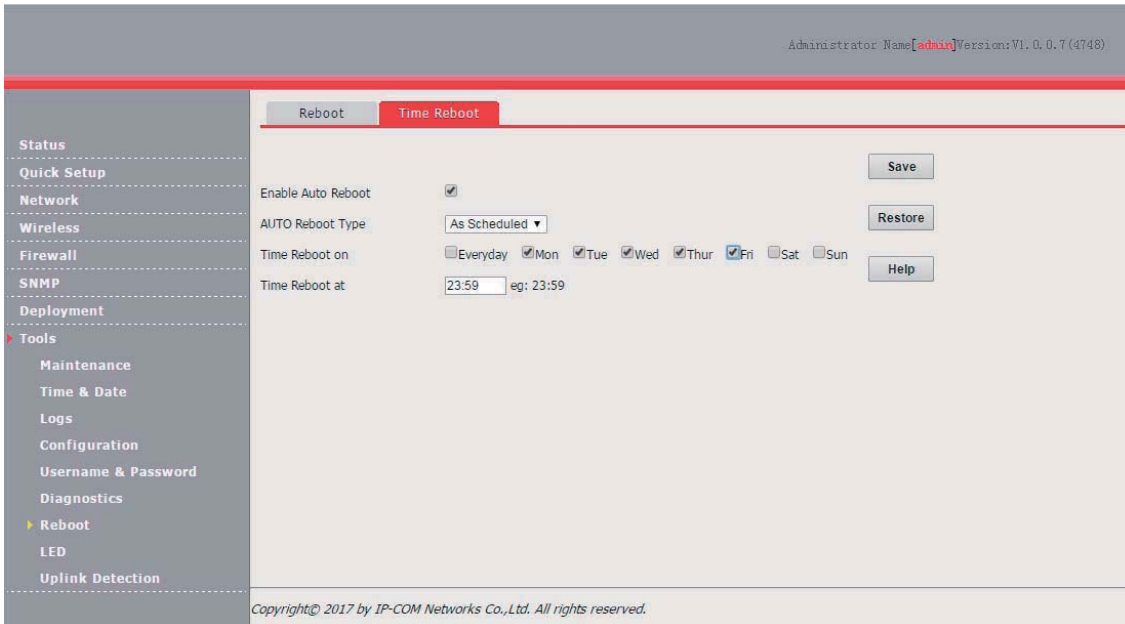 Administrator Name[admin]Version:V1.0.0.7(4748)
Reboot Time Reboot
Status
Quick Setup
Network
Wireless
Firewall
SNMP
Deployment
Tools
Maintenance
Time & Date
Logs
Configuration
Username & Password
Diagnostics
Reboot
LED
Uplink Detection
Enable Auto Reboot
AUTO Reboot Type As Scheduled
Time Reboot on Everyday Mon Tue Wed Thur Fri Sat Sun
Time Reboot at 23:59 eg: 23:59
Save
Restore
Help
Copyright© 2017 by IP-COM Networks Co.,Ltd. All rights reserved.